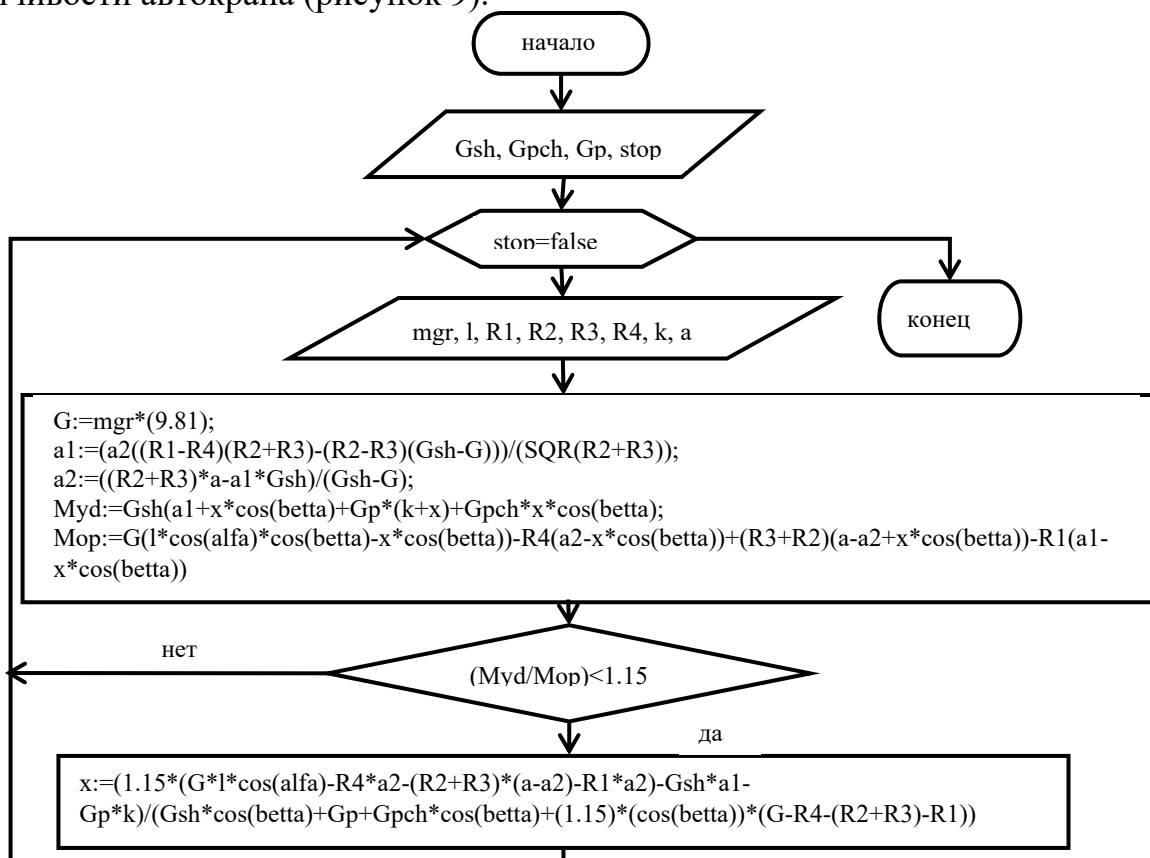 чивости автокрана (рисунок 9).
начало
Gsh, Gpch, Gp, stop
stop=false
mgr, l, R1, R2, R3, R4, k, a
конец
G:=mgr*(9.81);
a1:=(a2((R1-R4)(R2+R3)-(R2-R3)(Gsh-G)))/(SQR(R2+R3));
a2:=((R2+R3)*a-a1*Gsh)/(Gsh-G);
Myd:=Gsh(a1+x*cos(betta)+Gp*(k+x)+Gpch*x*cos(betta);
Mop:=G(l*cos(alfa)*cos(betta)-x*cos(betta))-R4(a2-x*cos(betta))+(R3+R2)(a-a2+x*cos(betta))-R1(a1-
x*cos(betta))
нет
(Myd/Mop)<1.15
да
x:=(1.15*(G*l*cos(alfa)-R4*a2-(R2+R3)*(a-a2)-R1*a2)-Gsh*a1-
Gp*k)/(Gsh*cos(betta)+Gp+Gpch*cos(betta)+(1.15)*(cos(betta))*(G-R4-(R2+R3)-R1))